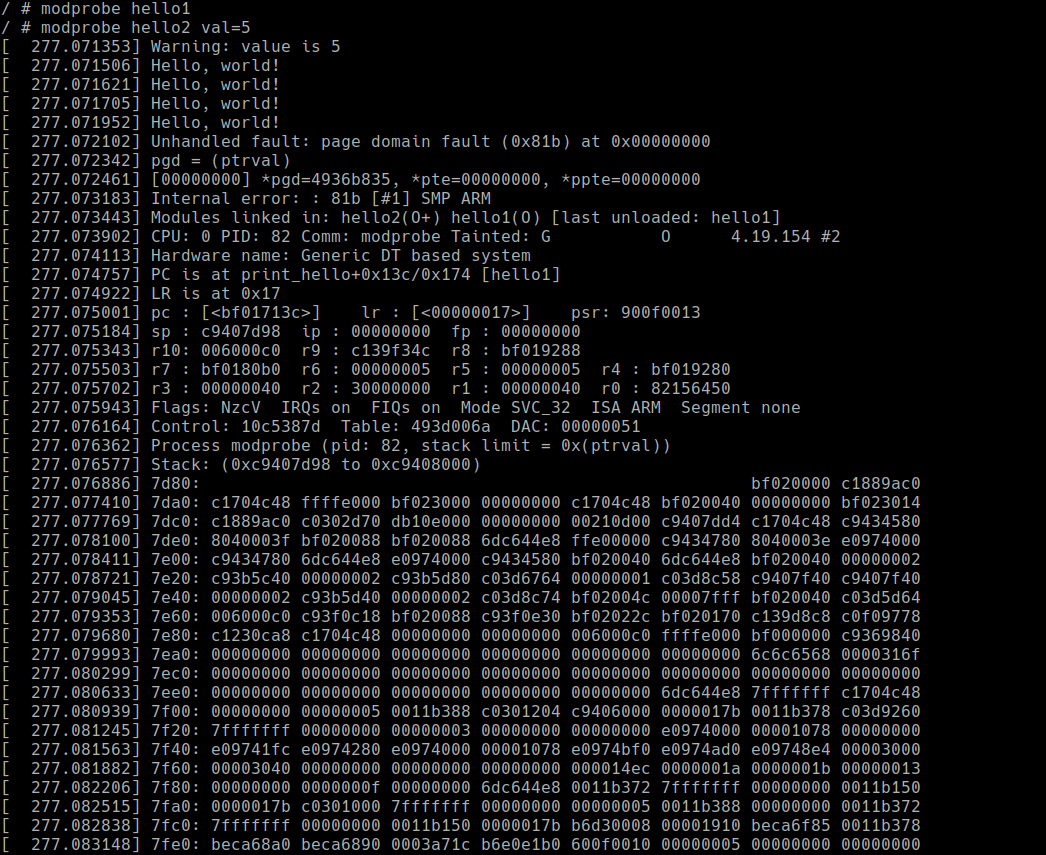 / # modprobe hello1
/ # modprobe hello2 val=5
[  277.071353] Warning: value is 5
[  277.071506] Hello, world!
[  277.071621] Hello, world!
[  277.071705] Hello, world!
[  277.071952] Hello, world!
[  277.072102] Unhandled fault: page domain fault (0x81b) at 0x00000000
[  277.072342] pgd = (ptrval)
[  277.072461] [00000000] *pgd=4936b835, *pte=00000000, *ppte=00000000
[  277.073183] Internal error: : 81b [#1] SMP ARM
[  277.073443] Modules linked in: hello2(O+) hello1(O) [last unloaded: hello1]
[  277.073902] CPU: 0 PID: 82 Comm: modprobe Tainted: G           O      4.19.154 #2
[  277.074113] Hardware name: Generic DT based system
[  277.074757] PC is at print_hello+0x13c/0x174 [hello1]
[  277.074922] LR is at 0x17
[  277.075001] pc : [<bf01713c>]    lr : [<00000017>]    psr: 900f0013
[  277.075184] sp : c9407d98  ip : 00000000  fp : 00000000
[  277.075343] r10: 006000c0  r9 : c139f34c  r8 : bf019288
[  277.075503] r7 : bf0180b0  r6 : 00000005  r5 : 00000005  r4 : bf019280
[  277.075702] r3 : 00000040  r2 : 30000000  r1 : 00000040  r0 : 82156450
[  277.075943] Flags: NzcV  IRQs on  FIQs on  Mode SVC_32  ISA ARM  Segment none
[  277.076164] Control: 10c5387d  Table: 493d006a  DAC: 00000051
[  277.076362] Process modprobe (pid: 82, stack limit = 0x(ptrval))
[  277.076577] Stack: (0xc9407d98 to 0xc9408000)
[  277.076886] 7d80:                                                       bf020000 c1889ac0
[  277.077410] 7da0: c1704c48 ffffe000 bf023000 00000000 c1704c48 bf020040 00000000 bf023014
[  277.077769] 7dc0: c1889ac0 c0302d70 db10e000 00000000 00210d00 c9407dd4 c1704c48 c9434580
[  277.078100] 7de0: 8040003f bf020088 bf020088 6dc644e8 ffe00000 c9434780 8040003e e0974000
[  277.078411] 7e00: c9434780 6dc644e8 e0974000 c9434580 bf020040 6dc644e8 bf020040 00000002
[  277.078721] 7e20: c93b5c40 00000002 c93b5d80 c03d6764 00000001 c03d8c58 c9407f40 c9407f40
[  277.079045] 7e40: 00000002 c93b5d40 00000002 c03d8c74 bf02004c 00007fff bf020040 c03d5d64
[  277.079353] 7e60: 006000c0 c93f0c18 bf020088 c93f0e30 bf02022c bf020170 c139d8c8 c0f09778
[  277.079680] 7e80: c1230ca8 c1704c48 00000000 00000000 006000c0 ffffe000 bf000000 c9369840
[  277.079993] 7ea0: 00000000 00000000 00000000 00000000 00000000 00000000 6c6c6568 0000316f
[  277.080299] 7ec0: 00000000 00000000 00000000 00000000 00000000 00000000 00000000 00000000
[  277.080633] 7ee0: 00000000 00000000 00000000 00000000 00000000 6dc644e8 7fffffff c1704c48
[  277.080939] 7f00: 00000000 00000005 0011b388 c0301204 c9406000 0000017b 0011b378 c03d9260
[  277.081245] 7f20: 7fffffff 00000000 00000003 00000000 00000000 e0974000 00001078 00000000
[  277.081563] 7f40: e09741fc e0974280 e0974000 00001078 e0974bf0 e0974ad0 e09748e4 00003000
[  277.081882] 7f60: 00003040 00000000 00000000 00000000 000014ec 0000001a 0000001b 00000013
[  277.082206] 7f80: 00000000 0000000f 00000000 6dc644e8 0011b372 7fffffff 00000000 0011b150
[  277.082515] 7fa0: 0000017b c0301000 7fffffff 00000000 00000005 0011b388 00000000 0011b372
[  277.082838] 7fc0: 7fffffff 00000000 0011b150 0000017b b6d30008 00001910 beca6f85 0011b378
[  277.083148] 7fe0: beca68a0 beca6890 0003a71c b6e0e1b0 600f0010 00000005 00000000 00000000